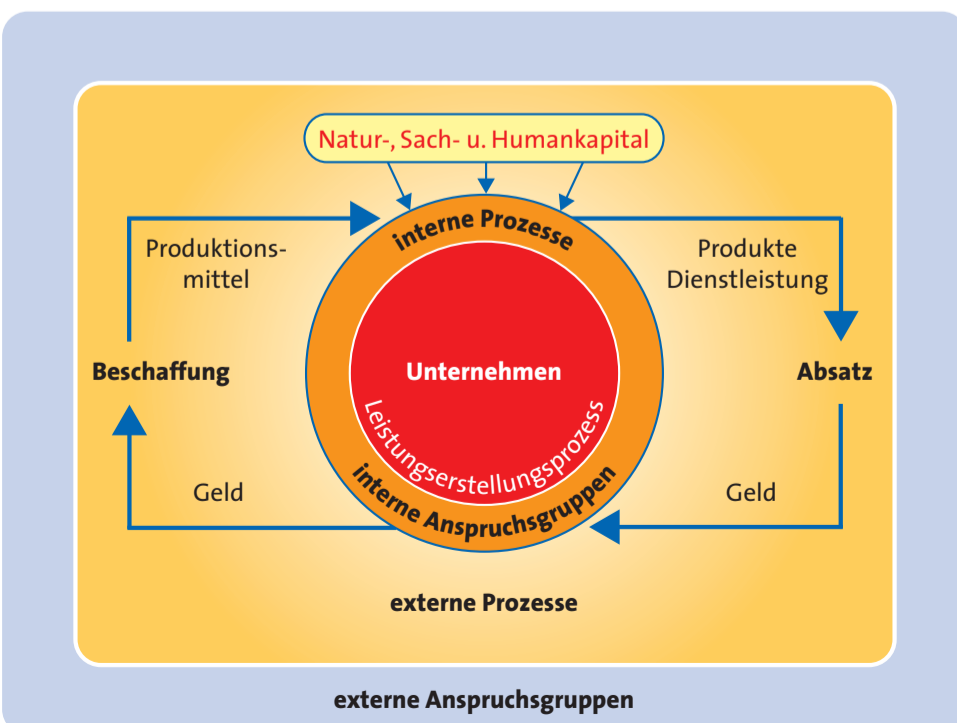 Natur-, Sach- u. Humankapital
interne Prozesse
Produktions-
mittel
Produkte
Dienstleistung
Beschaffung
Unternehmen
Absatz
Leistungserstellungsprozess
interne Anspruchsgruppen
Geld
Geld
externe Prozesse
externe Anspruchsgruppen